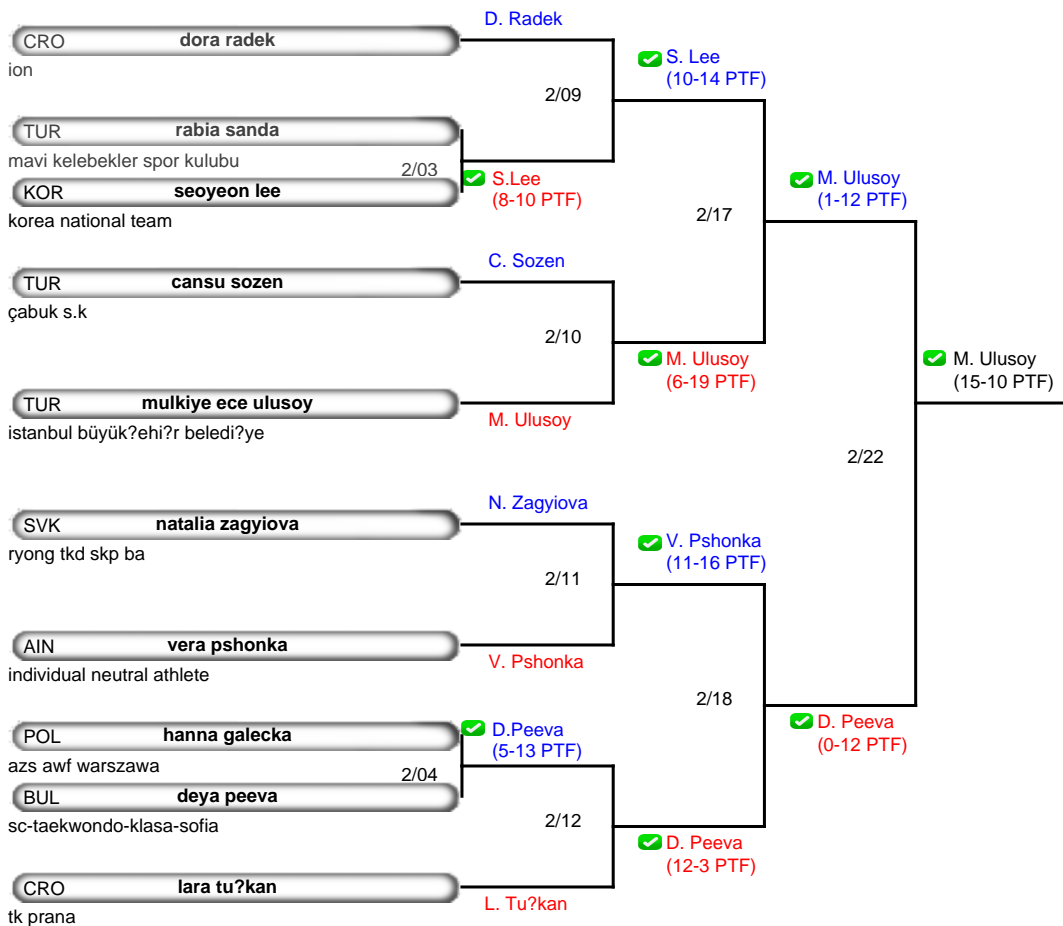 D. Radek
CRO dora radek
ion
S. Lee
(10-14 PTF)
2/09
TUR rabia sanda
mavi kelebekler spor kulubu
2/03
S.Lee
(8-10 PTF)
KOR seoyeon lee
korea national team
M. Ulusoy
(1-12 PTF)
2/17
C. Sozen
TUR cansu sozen
çabuk s.k
2/10
M. Ulusoy
(6-19 PTF)
M. Ulusoy
(15-10 PTF)
TUR mulkiye ece ulusoy
M. Ulusoy
istanbul büyük?ehi?r beledi?ye
2/22
N. Zagyiova
SVK natalia zagyiova
ryong tkd skp ba
V. Pshonka
(11-16 PTF)
2/11
AIN vera pshonka
V. Pshonka
individual neutral athlete
2/18
D. Peeva
(0-12 PTF)
POL hanna galecka
D.Peeva
(5-13 PTF)
azs awf warszawa
2/04
BUL deya peeva
sc-taekwondo-klasa-sofia
2/12
D. Peeva
(12-3 PTF)
CRO lara tu?kan
L. Tu?kan
tk prana